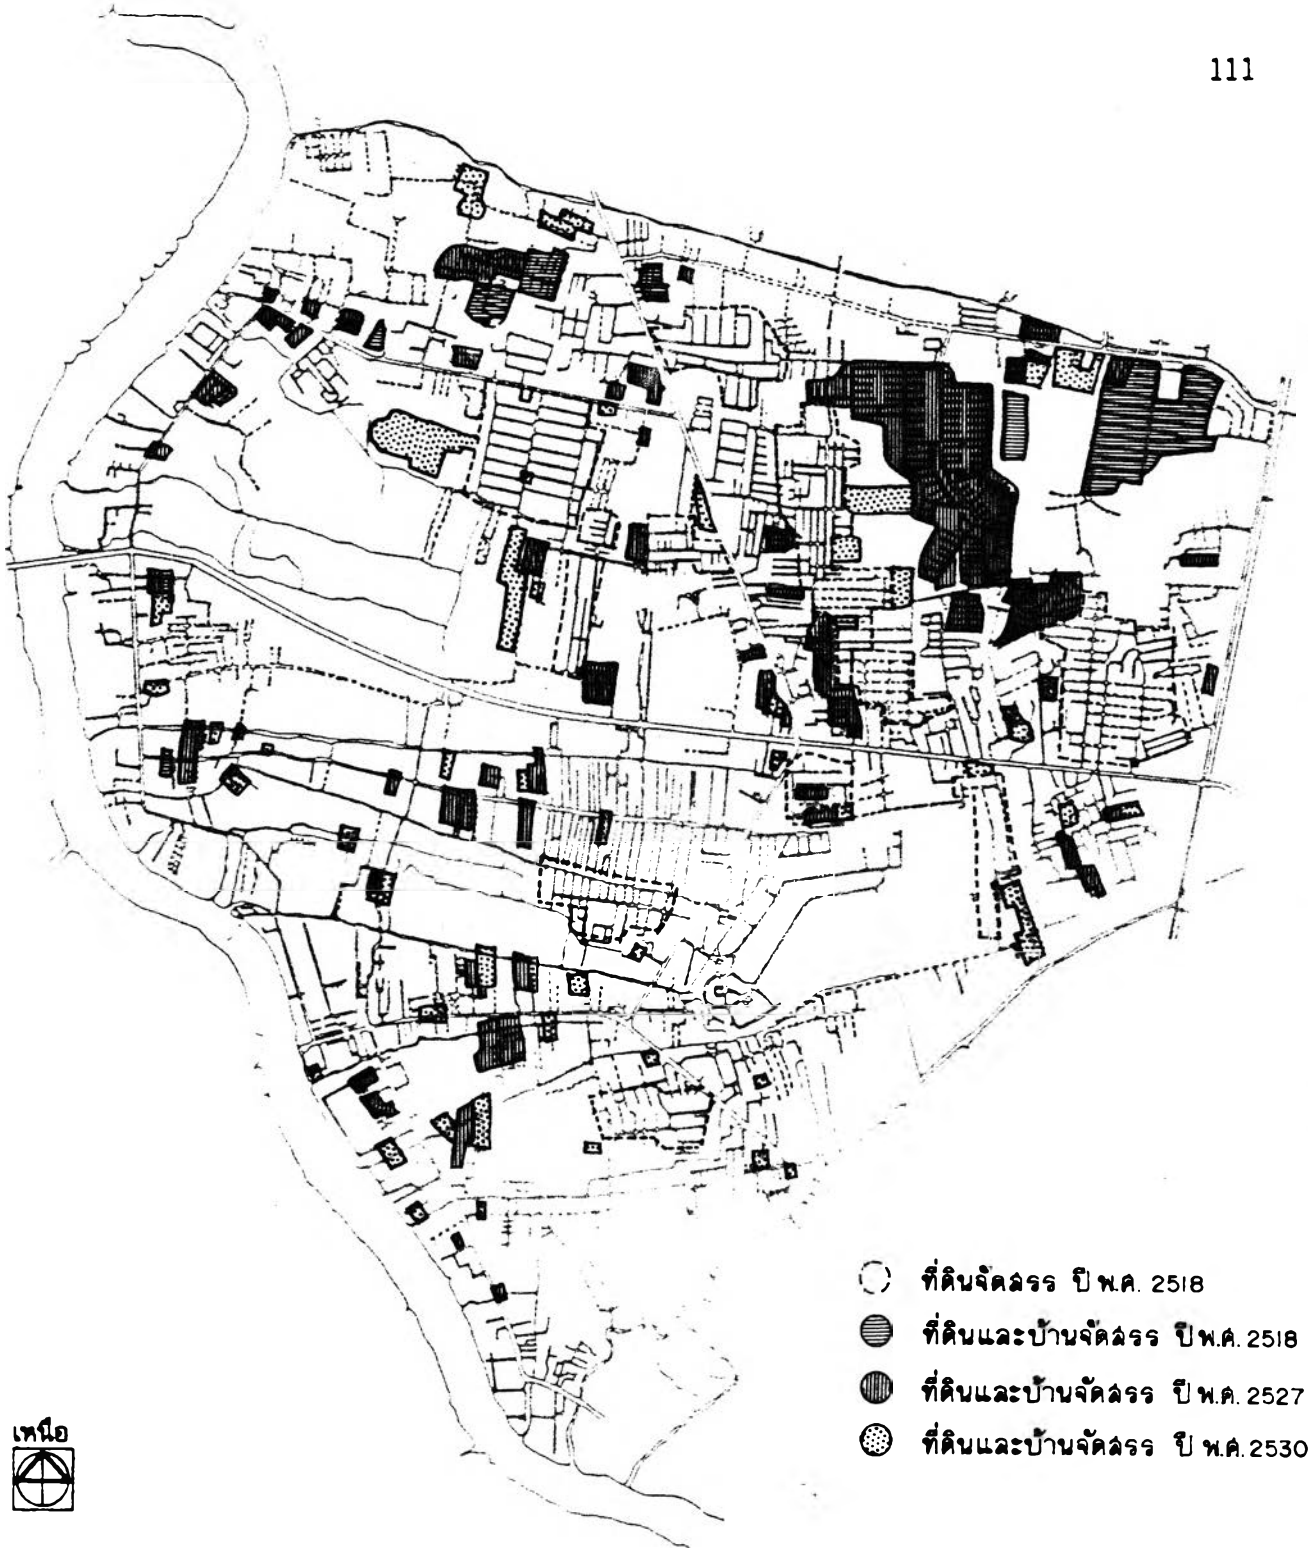 111
ที่ดินจัดสรร ปี พ.ศ. 2518
ที่ดินและบ้านจัดสรร ปี พ.ศ. 2518
ที่ดินและบ้านจัดสรร ปี พ.ศ. 2527
ที่ดินและบ้านจัดสรร ปี พ.ศ. 2530
เหนือ